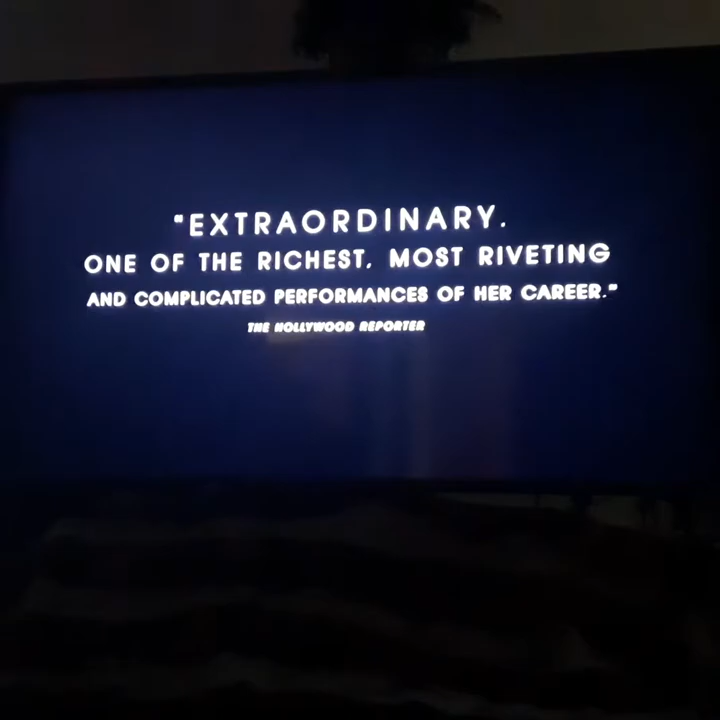 "EXTRAORDINARY.
ONE OF THE RICHEST, MOST RIVETING
AND COMPLICATED PERFORMANCES OF HER CAREER."
THE HOLLYWOOD REPORTER